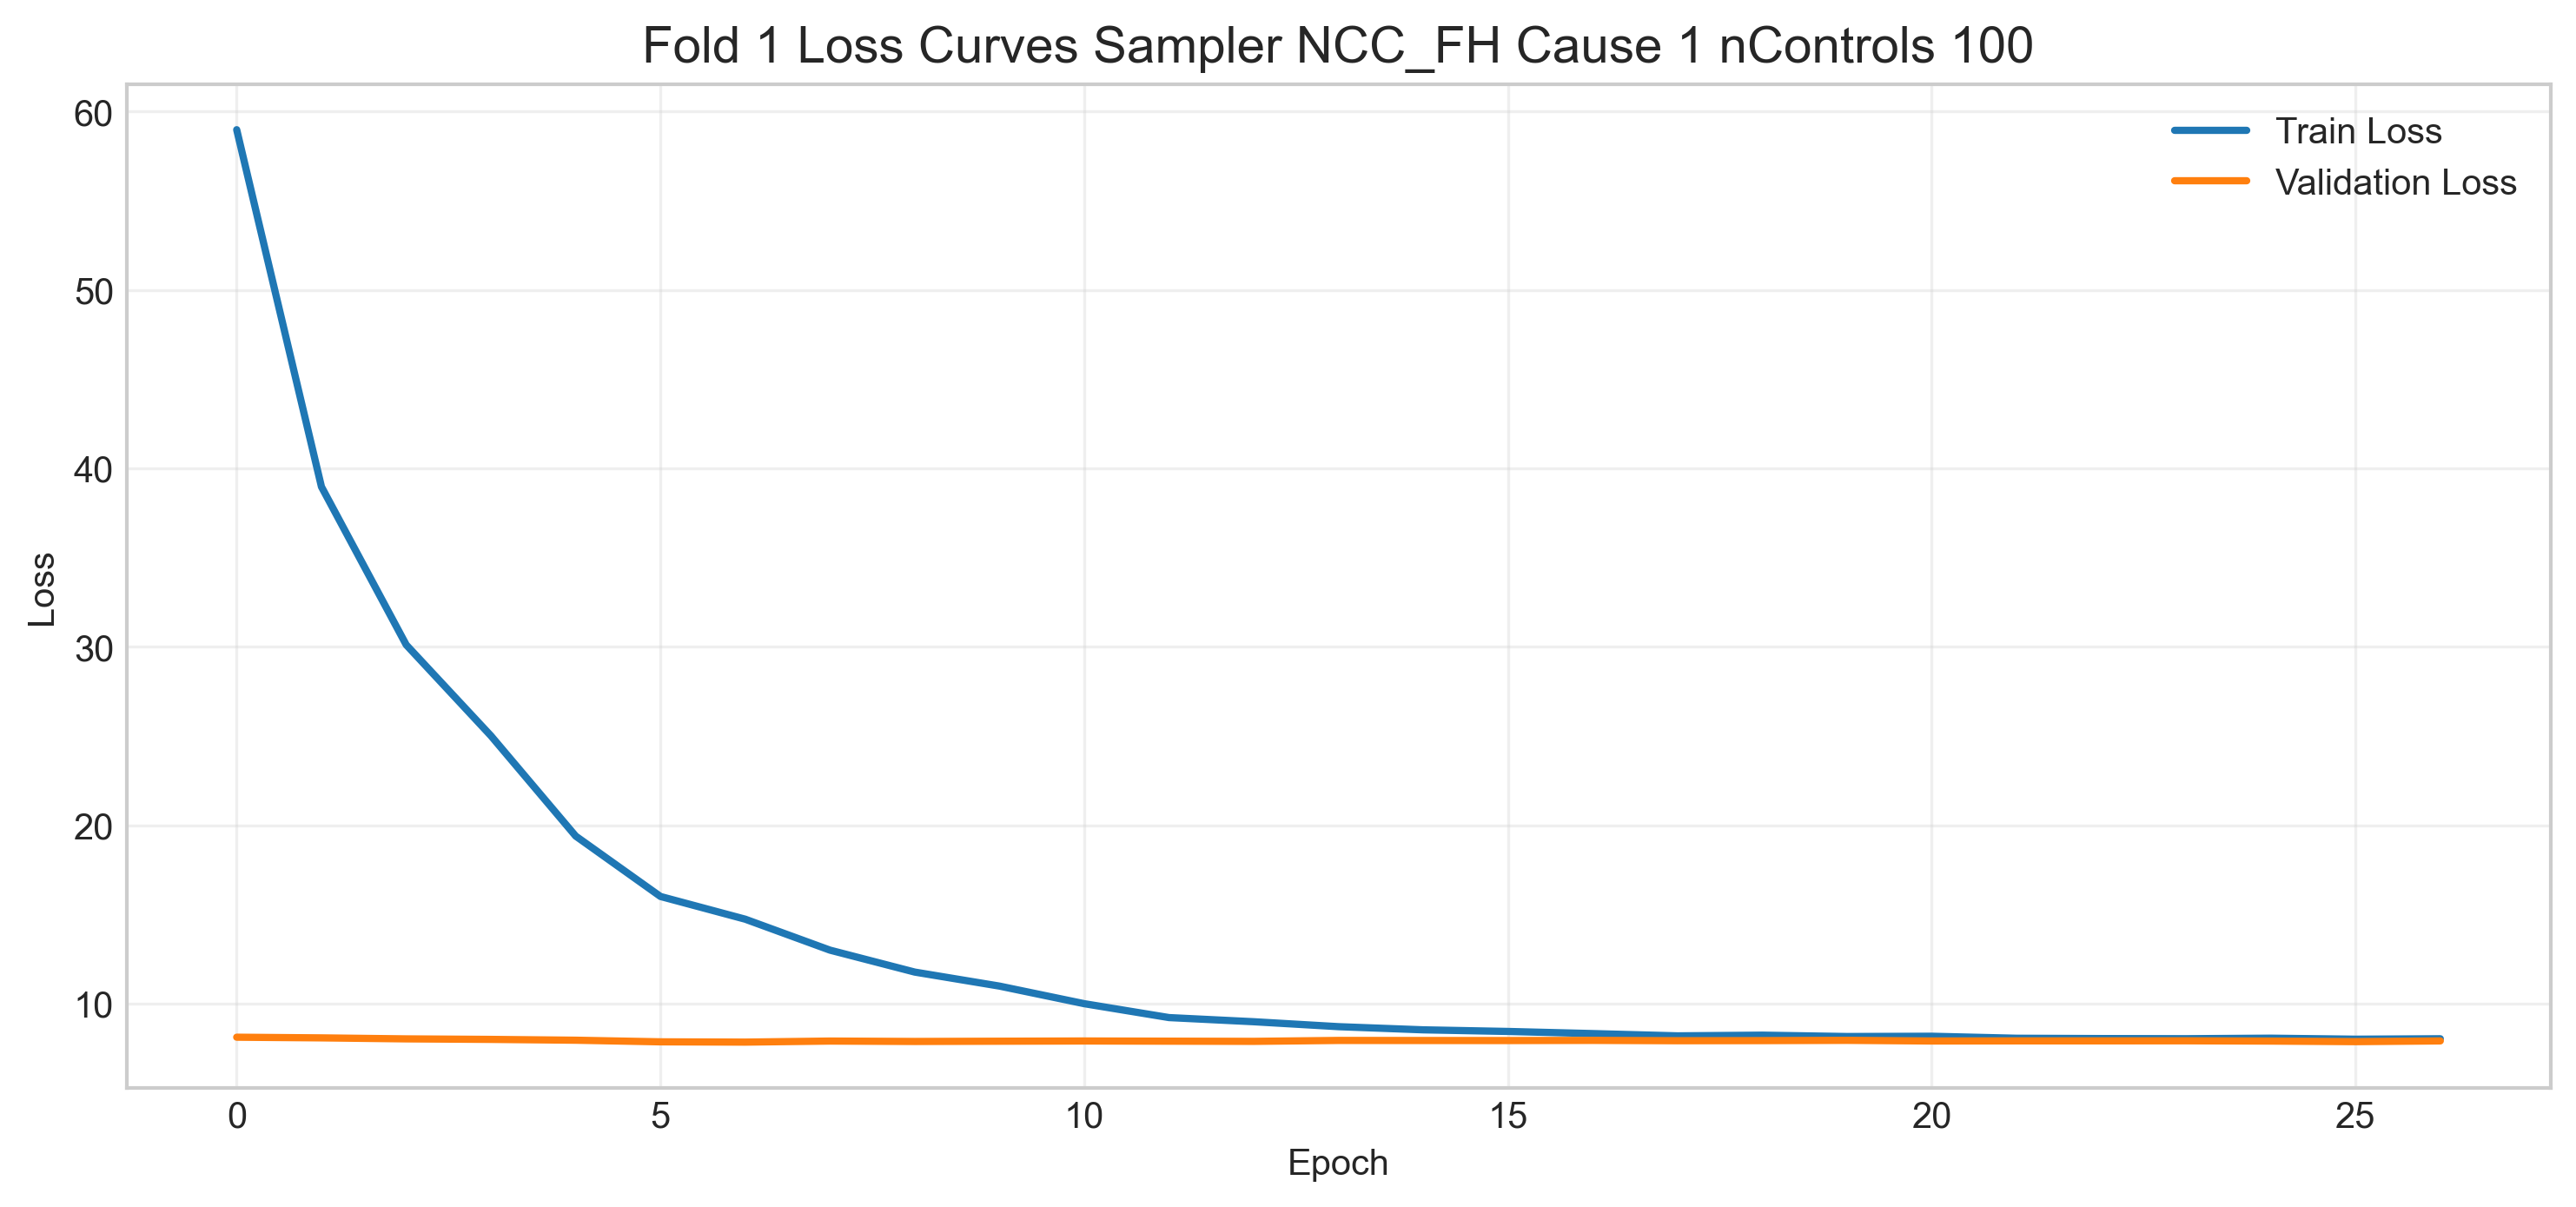 Fold 1 Loss Curves Sampler NCC_FH Cause 1 nControls 100
Train Loss
Validation Loss
60
50
40
30
20
10
Loss
0 5 10 15 20 25
Epoch